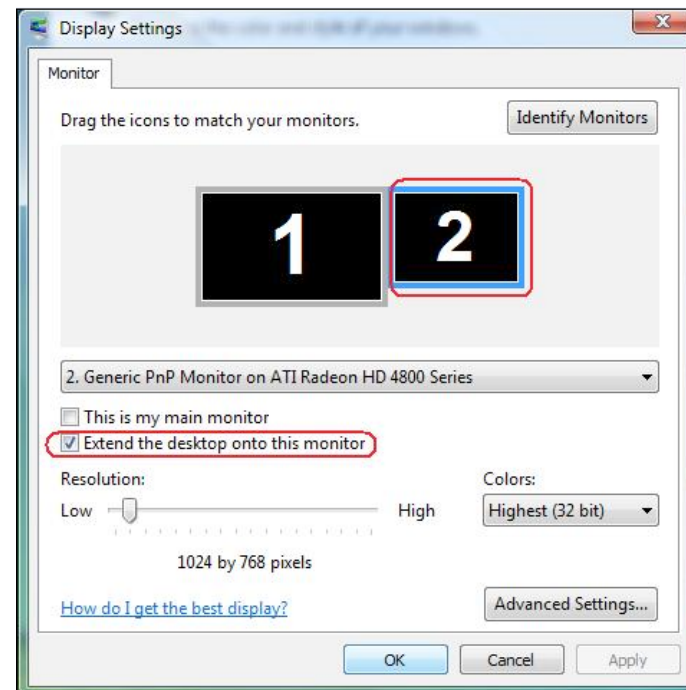 Display Settings
Monitor
Drag the icons to match your monitors.
Identify Monitors
1
2
2. Generic PnP Monitor on ATI Radeon HD 4800 Series
This is my main monitor
Extend the desktop onto this monitor
Resolution:
Colors:
Low
High
Highest (32 bit)
1024 by 768 pixels
How do I get the best display?
Advanced Settings...
OK
Cancel
Apply